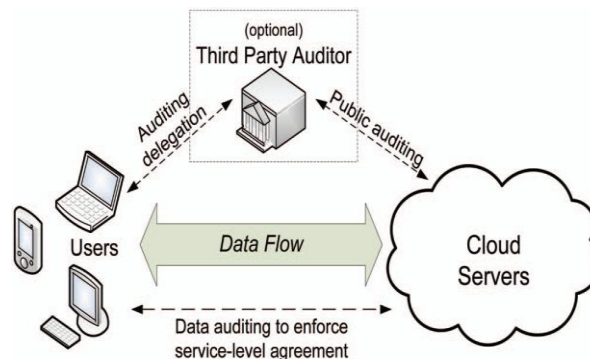 (optional)
Third Party Auditor
Auditing
delegation
Public auditing
Users
Data Flow
Cloud
Servers
Data auditing to enforce
service-level agreement